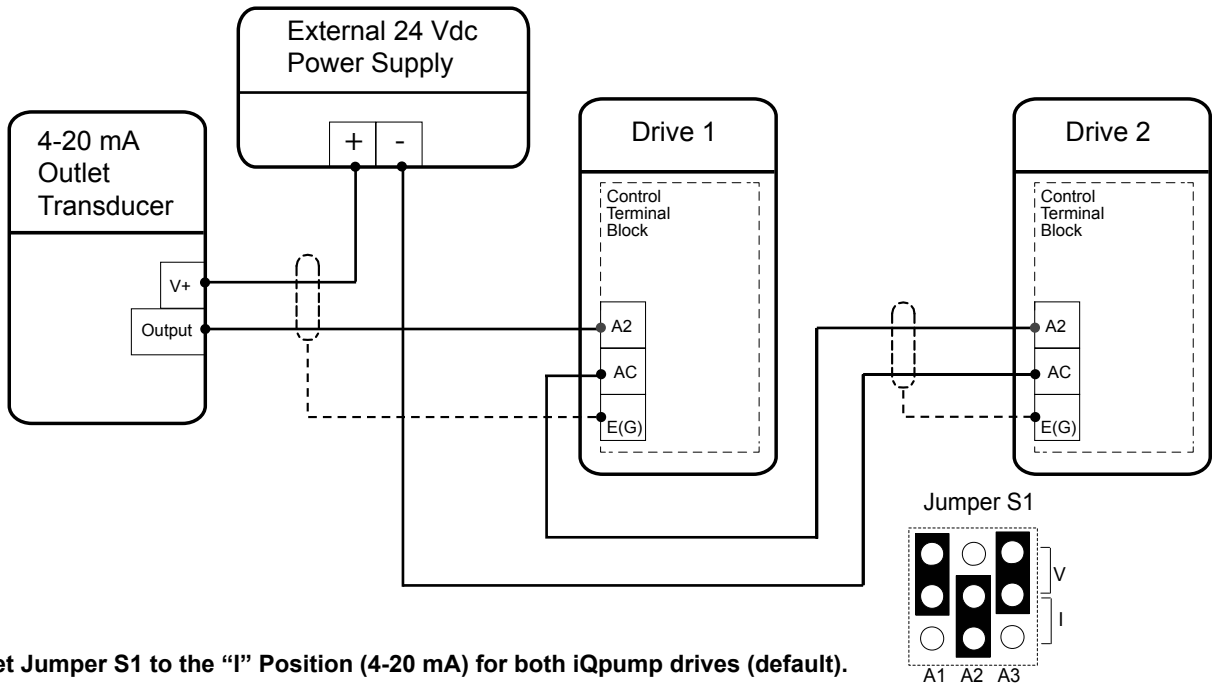 External 24 Vdc
Power Supply
+ -
4-20 mA
Outlet
Transducer
V+
Output
Drive 1
Control
Terminal
Block
A2
AC
E(G)
Drive 2
Control
Terminal
Block
A2
AC
E(G)
Jumper S1
V
I
A1 A2 A3
et Jumper S1 to the “I” Position (4-20 mA) for both iQpump drives (default).